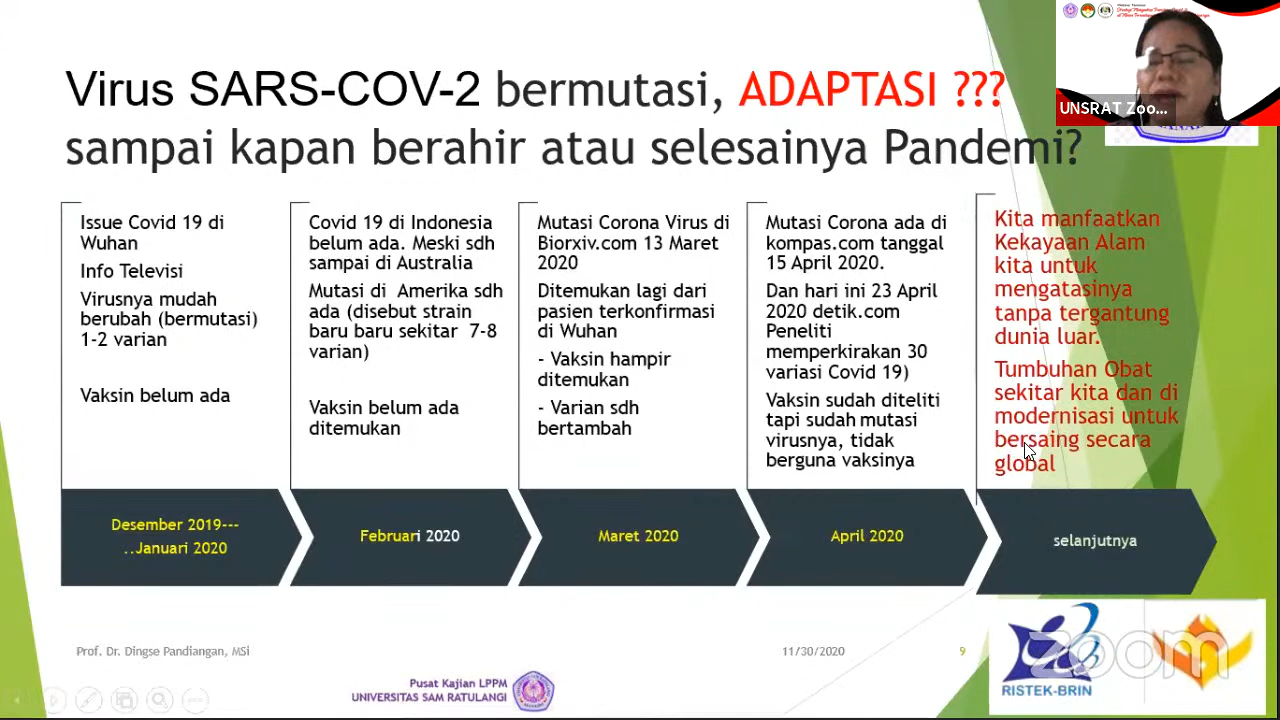 Virus SARS-COV-2 bermutasi, ADAPTASI ???
sampai kapan berahir atau selesainya Pandemi?
UNSRAT Zoo...
Issue Covid 19 di
Wuhan
Info Televisi
Virusnya mudah
berubah (bermutasi)
1-2 varian
Vaksin belum ada
Desember 2019---
..Januari 2020
Covid 19 di Indonesia
belum ada. Meski sdh
sampai di Australia
Mutasi di Amerika sdh
ada (disebut strain
baru baru sekitar 7-8
varian)
Vaksin belum ada
ditemukan
Februari 2020
Mutasi Corona Virus di
Biorxiv.com 13 Maret
2020
Ditemukan lagi dari
pasien terkonfirmasi
di Wuhan
- Vaksin hampir
ditemukan
- Varian sdh
bertambah
Maret 2020
Mutasi Corona ada di
kompas.com tanggal
15 April 2020.
Dan hari ini 23 April
2020 detik.com
Peneliti
memperkirakan 30
variasi Covid 19)
Vaksin sudah diteliti
tapi sudah mutasi
virusnya, tidak
berguna vaksinya
April 2020
Kita manfaatkan
Kekayaan Alam
kita untuk
mengatasinya
tanpa tergantung
dunia luar.
Tumbuhan Obat
sekitar kita dan di
modernisasi untuk
bersaing secara
global
selanjutnya
Prof. Dr. Dingse Pandiangan, MSi
11/30/2020
9
Pusat Kajian LPPM
UNIVERSITAS SAM RATULANGI
RISTEK-BRIN
zoom